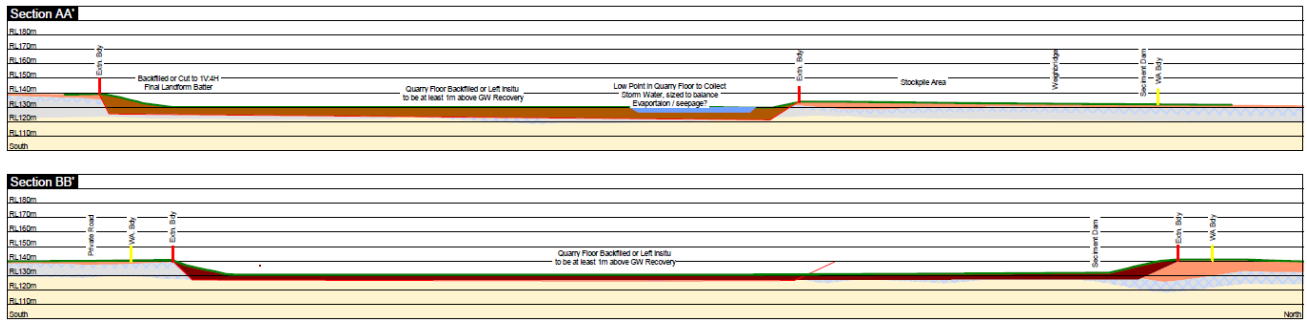 Section AA'
RL180m
RL170m
RL160m
RL150m
RL140m
RL130m
RL120m
RL110m
South
Extn. Bdy
Backfilled or Cut to 1V:4H
Final Landform Batter
Quarry Floor Backfilled or Left Insitu
to be at least 1m above GW Recovery
Low Point in Quarry Floor to Collect
Storm Water, sized to balance
Evaportaion / seepage?
Extn. Bdy
Stockpile Area
Weighbridge
Sediment Dam
WA Bdy
Section BB'
RL180m
RL170m
RL160m
RL150m
RL140m
RL130m
RL120m
RL110m
South
Private Road
WA. Bdy
Extn. Bdy
Quarry Floor Backfilled or Left Insitu
to be at least 1m above GW Recovery
Sediment Dam
Extn. Bdy
WA Bdy
North